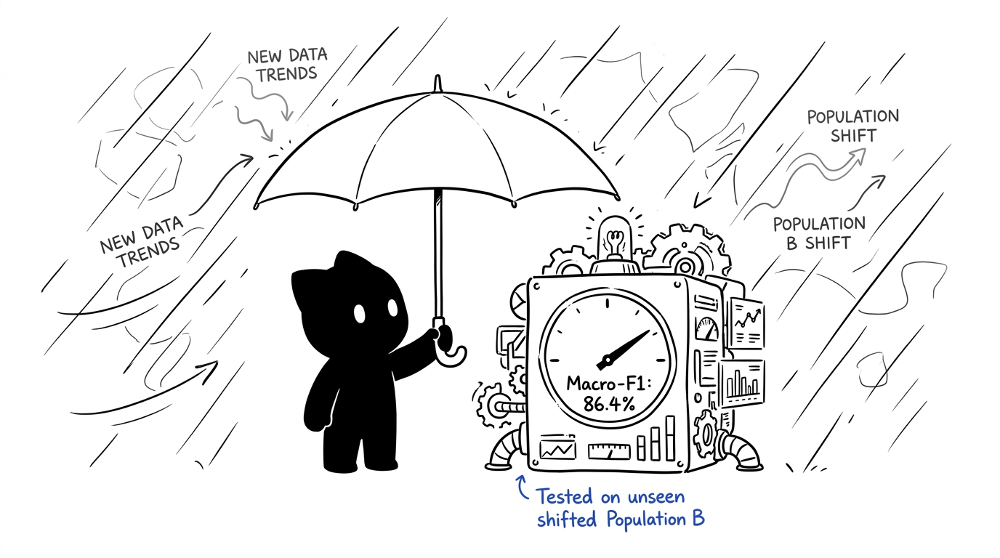 NEW DATA
TRENDS
POPULATION
SHIFT
NEW DATA
TRENDS
POPULATION
B SHIFT
Macro-F1:
86.4%
Tested on unseen
shifted Population B